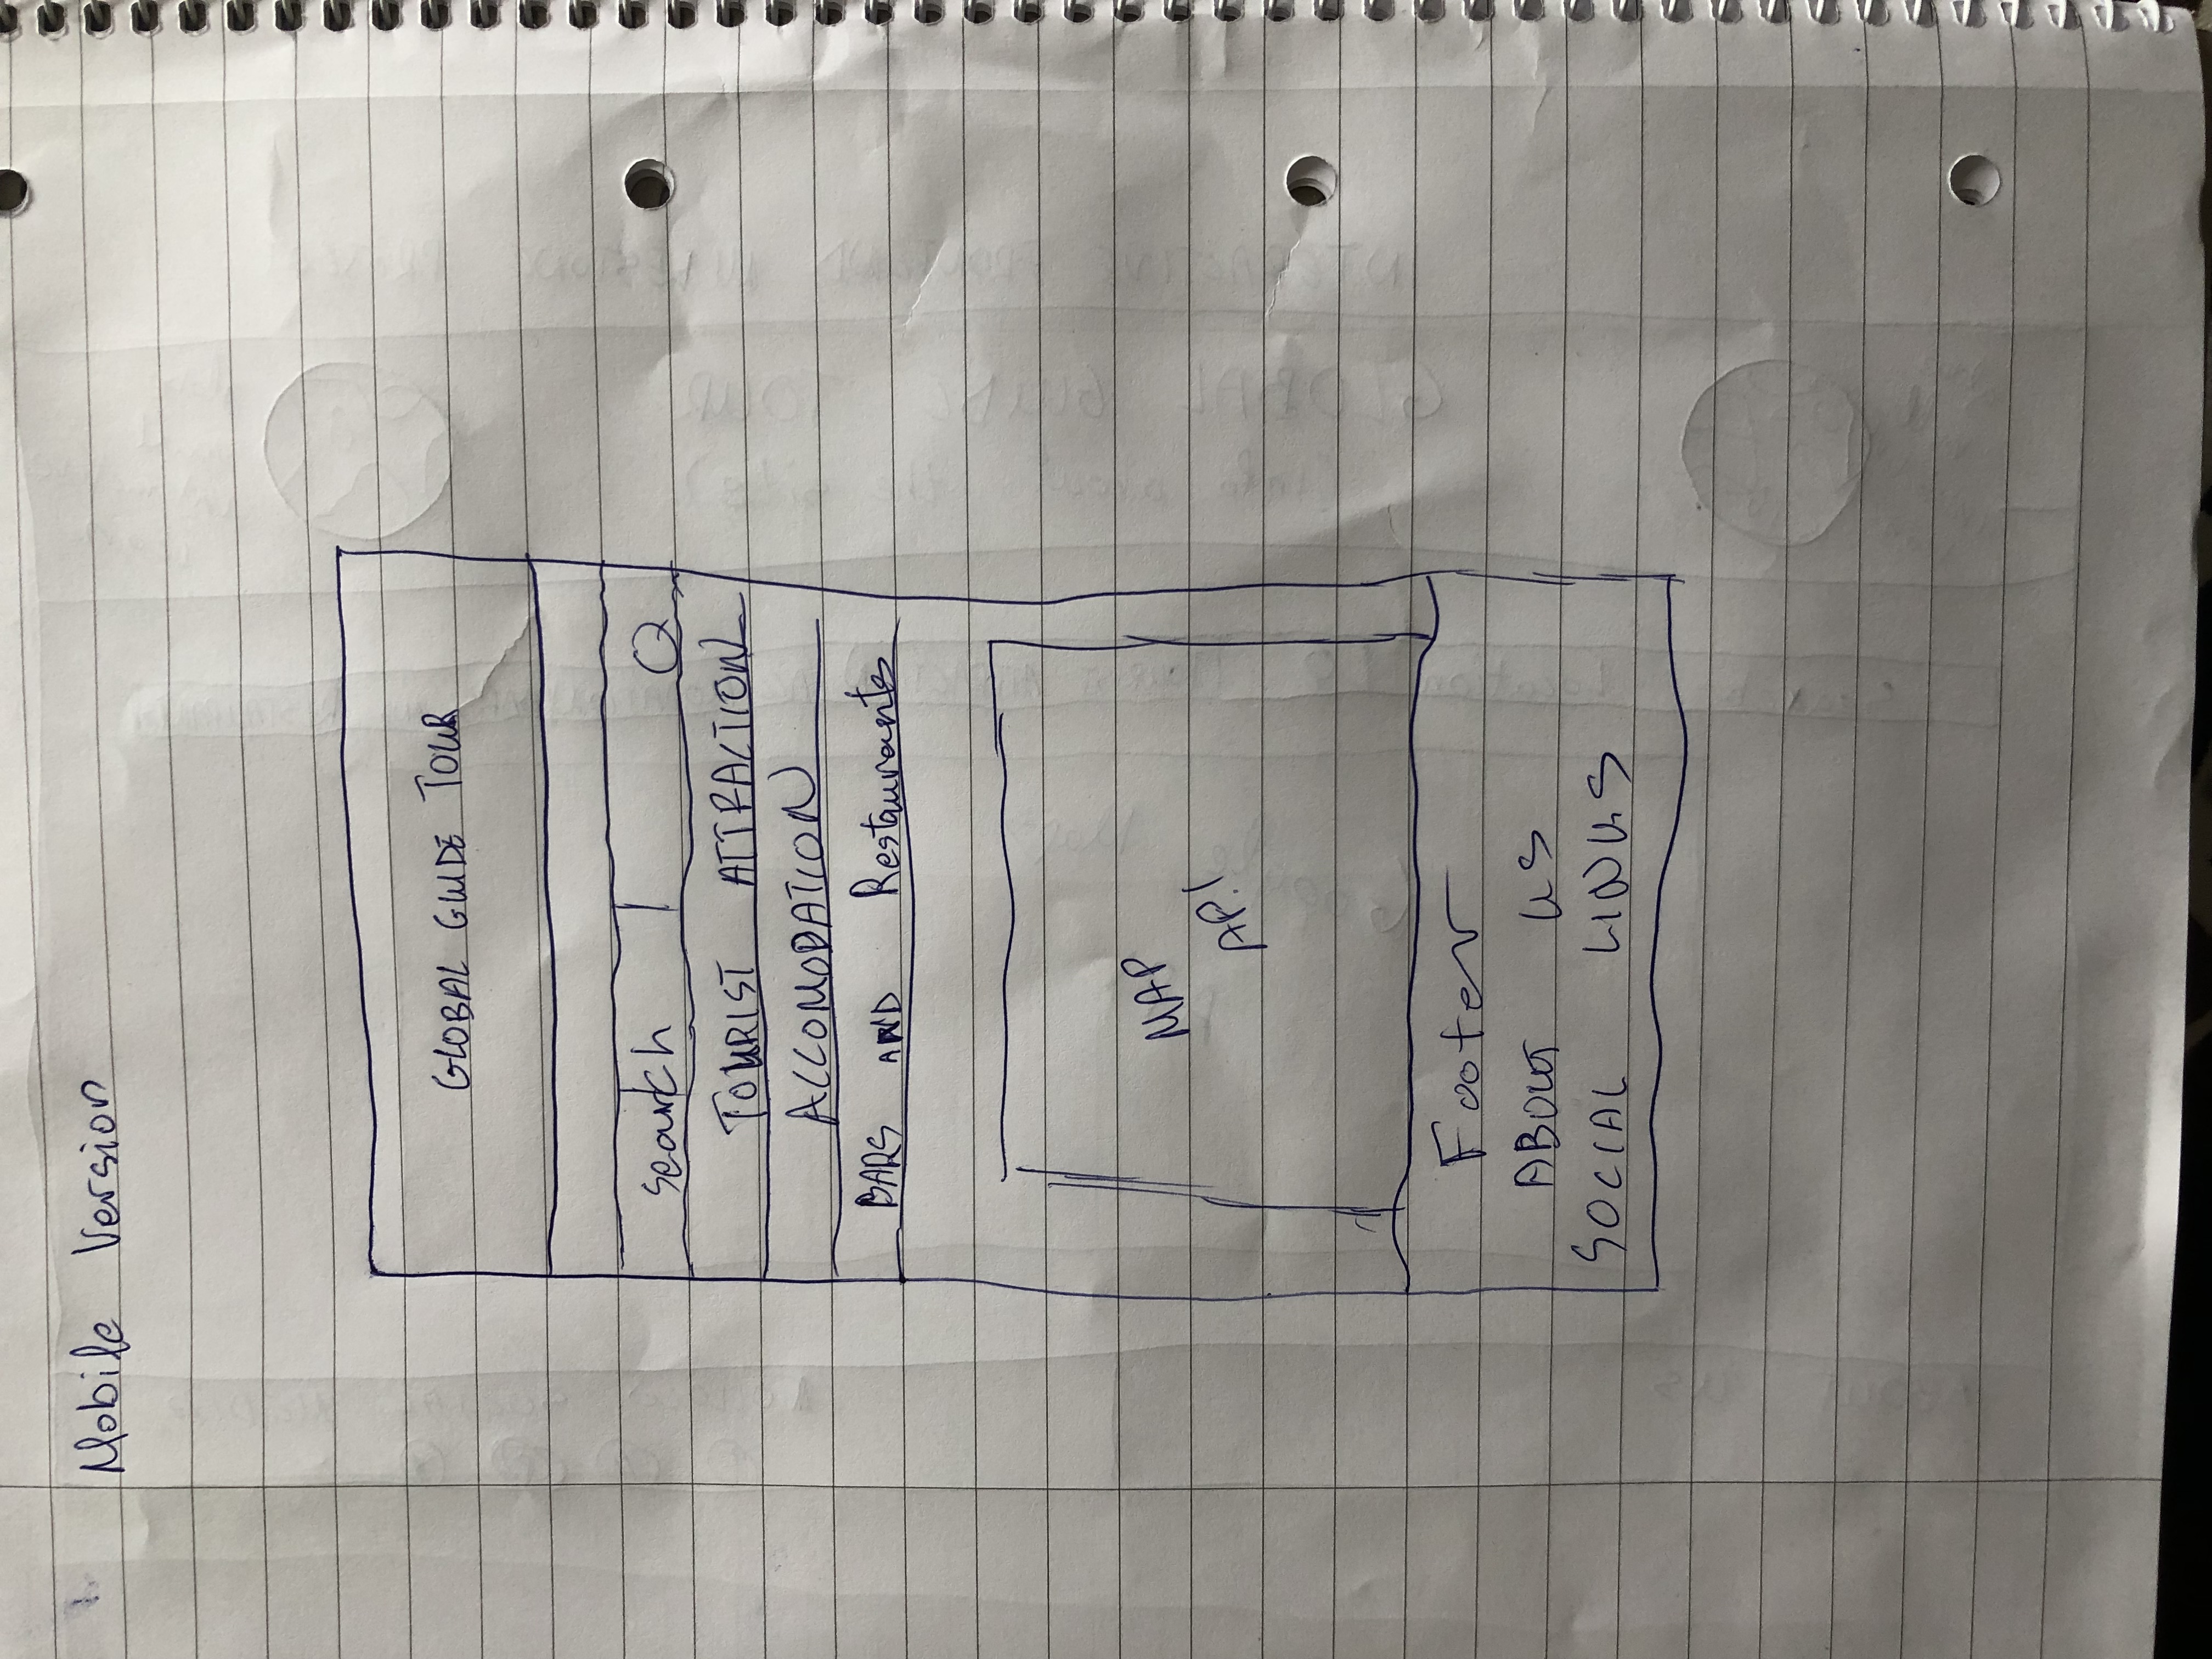 Mobile Version
GLOBAL GUIDE TOUR
Search
TOURIST ATTRACTION
ACCOMODATION
BARS AND Restaurants
MAP
API
Footer
ABOUT US
SOCIAL LINKS